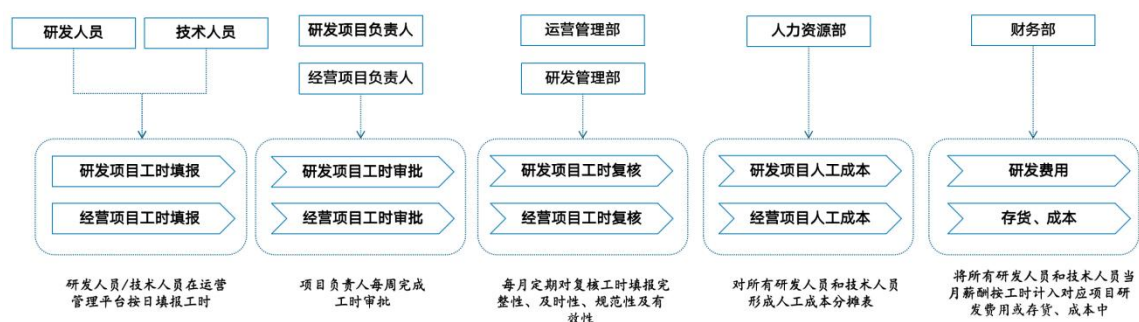 研发人员
技术人员
研发项目负责人
经营项目负责人
运营管理部
研发管理部
人力资源部
财务部
研发项目工时填报
经营项目工时填报
研发项目工时审批
经营项目工时审批
研发项目工时复核
经营项目工时复核
研发项目人工成本
经营项目人工成本
研发费用
存货、成本
研发人员/技术人员在运营
管理平台按日填报工时
项目负责人每周完成
工时审批
每月定期对复核工时填报完
整性、及时性、规范性及有
效性
对所有研发人员和技术人员
形成人工成本分摊表
将所有研发人员和技术人员当
月薪酬按工时计入对应项目研
发费用或存货、成本中